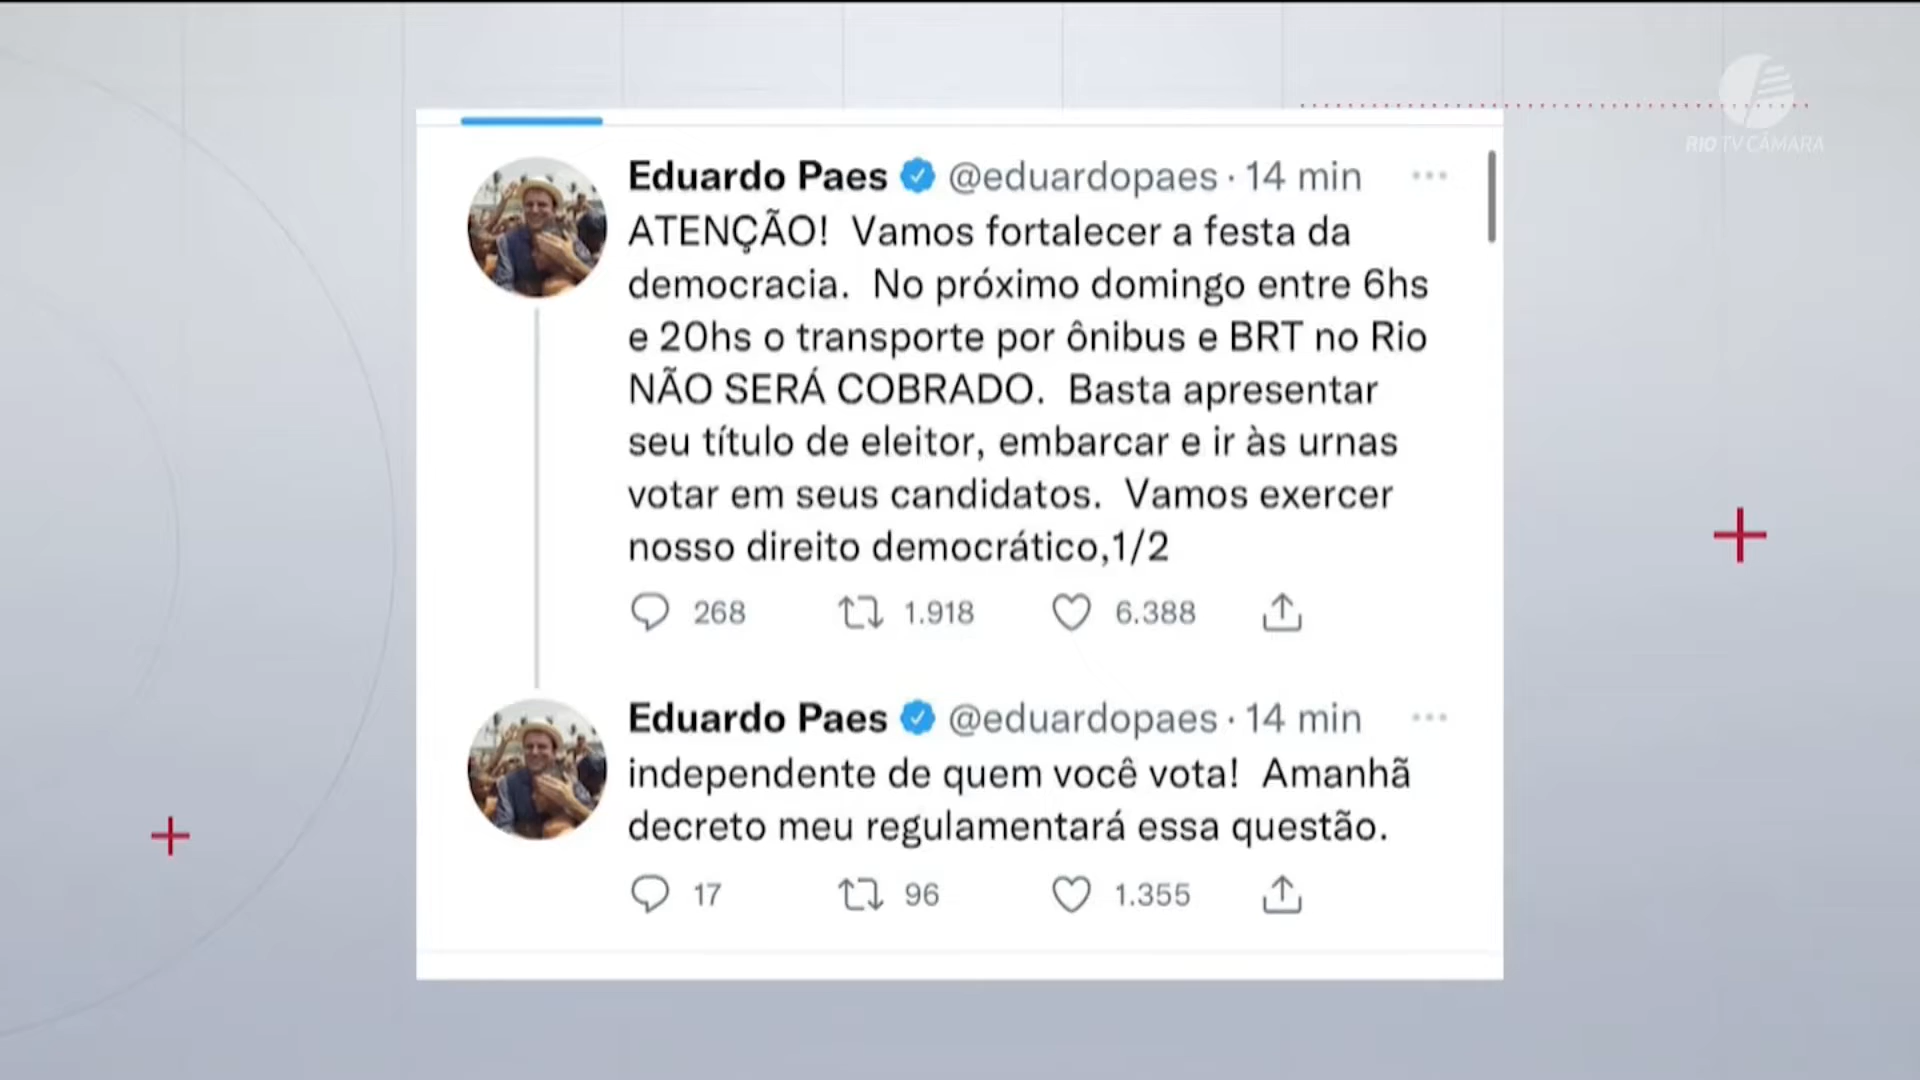 RIO TV CÂMARA
Eduardo Paes @eduardopaes · 14 min
ATENÇÃO! Vamos fortalecer a festa da
democracia. No próximo domingo entre 6hs
e 20hs o transporte por ônibus e BRT no Rio
NÃO SERÁ COBRADO. Basta apresentar
seu título de eleitor, embarcar e ir às urnas
votar em seus candidatos. Vamos exercer
nosso direito democrático,1/2
268 1.918 6.388
Eduardo Paes @eduardopaes · 14 min
independente de quem você vota! Amanhã
decreto meu regulamentará essa questão.
17 96 1.355